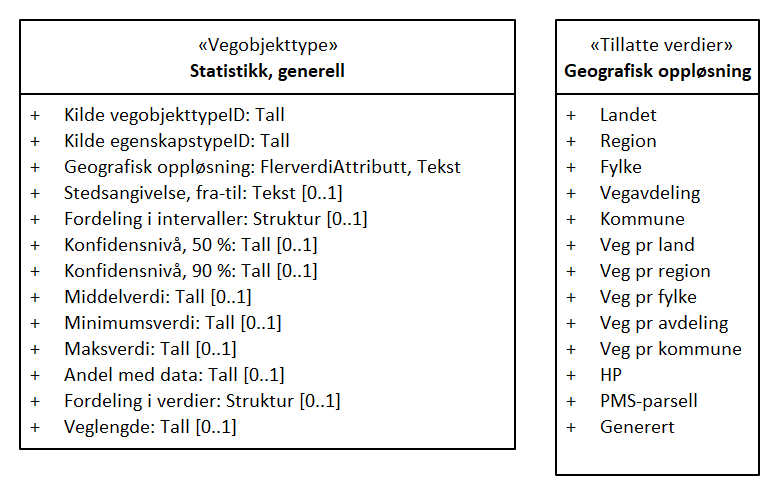 «Vegobjekttype»
Statistikk, generell
+ Kilde vegobjekttypeID: Tall
+ Kilde egenskapstypeID: Tall
+ Geografisk oppløsning: FlerverdiAttributt, Tekst
+ Stedsangivelse, fra-til: Tekst [0..1]
+ Fordeling i intervaller: Struktur [0..1]
+ Konfidensnivå, 50 %: Tall [0..1]
+ Konfidensnivå, 90 %: Tall [0..1]
+ Middelverdi: Tall [0..1]
+ Minimumsverdi: Tall [0..1]
+ Maksverdi: Tall [0..1]
+ Andel med data: Tall [0..1]
+ Fordeling i verdier: Struktur [0..1]
+ Veglengde: Tall [0..1]
«Tillatte verdier»
Geografisk oppløsning
+ Landet
+ Region
+ Fylke
+ Vegavdeling
+ Kommune
+ Veg pr land
+ Veg pr region
+ Veg pr fylke
+ Veg pr avdeling
+ Veg pr kommune
+ HP
+ PMS-parsell
+ Generert